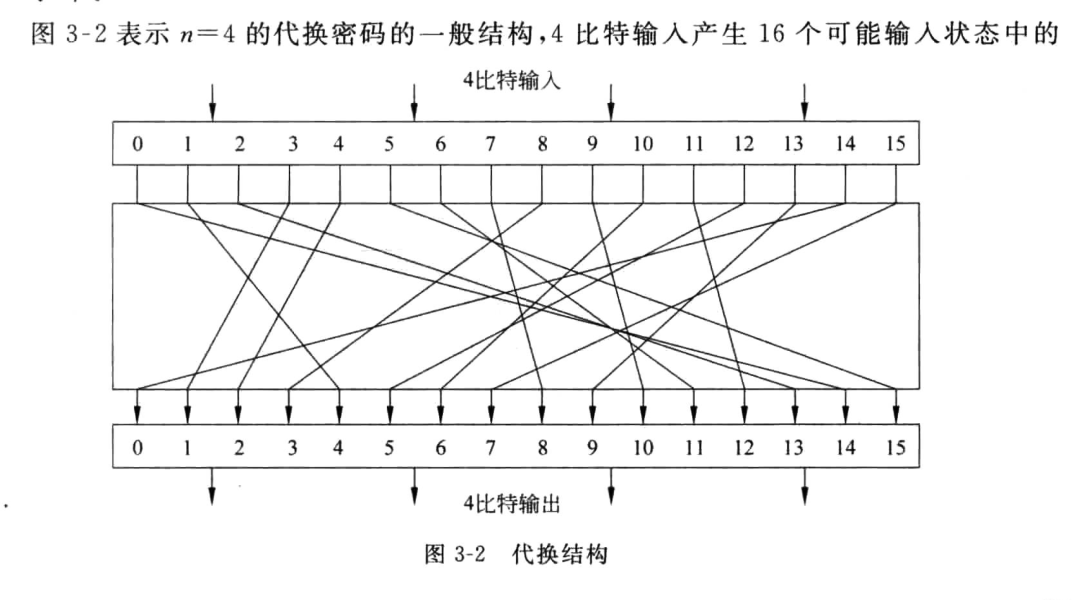 图 3-2 表示 n=4 的代换密码的一般结构,4 比特输入产生 16 个可能输入状态中的
4比特输入
0 1 2 3 4 5 6 7 8 9 10 11 12 13 14 15
0 1 2 3 4 5 6 7 8 9 10 11 12 13 14 15
4比特输出
图 3-2 代换结构